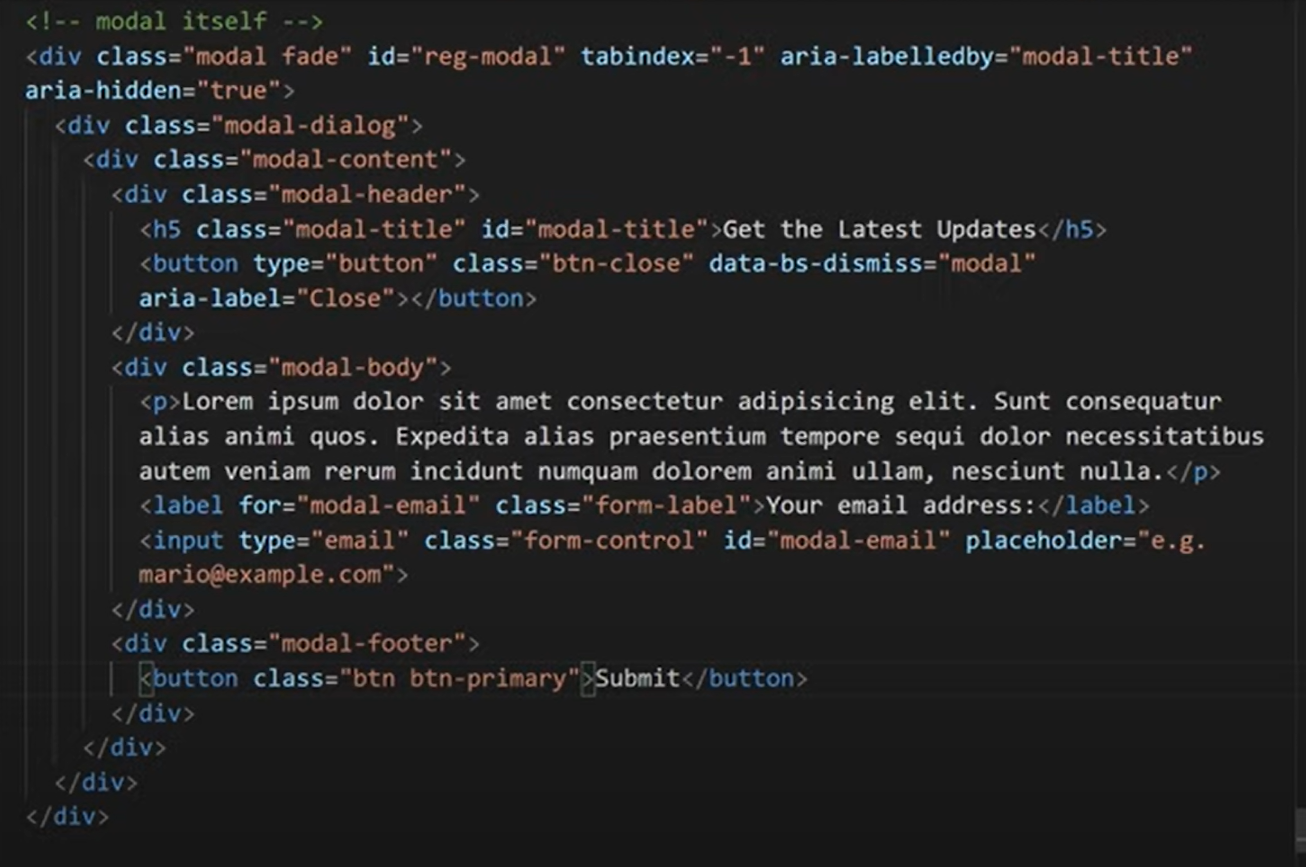 <!-- modal itself -->
<div class="modal fade" id="reg-modal" tabindex="-1" aria-labelledby="modal-title"
aria-hidden="true">
<div class="modal-dialog">
<div class="modal-content">
<div class="modal-header">
<h5 class="modal-title" id="modal-title">Get the Latest Updates</h5>
<button type="button" class="btn-close" data-bs-dismiss="modal"
aria-label="Close"></button>
</div>
<div class="modal-body">
<p>Lorem ipsum dolor sit amet consectetur adipisicing elit. Sunt consequatur
alias animi quos. Expedita alias praesentium tempore sequi dolor necessitatibus
autem veniam rerum incidunt numquam dolorem animi ullam, nesciunt nulla.</p>
<label for="modal-email" class="form-label">Your email address:</label>
<input type="email" class="form-control" id="modal-email" placeholder="e.g.
mario@example.com">
</div>
<div class="modal-footer">
<button class="btn btn-primary">Submit</button>
</div>
</div>
</div>
</div>